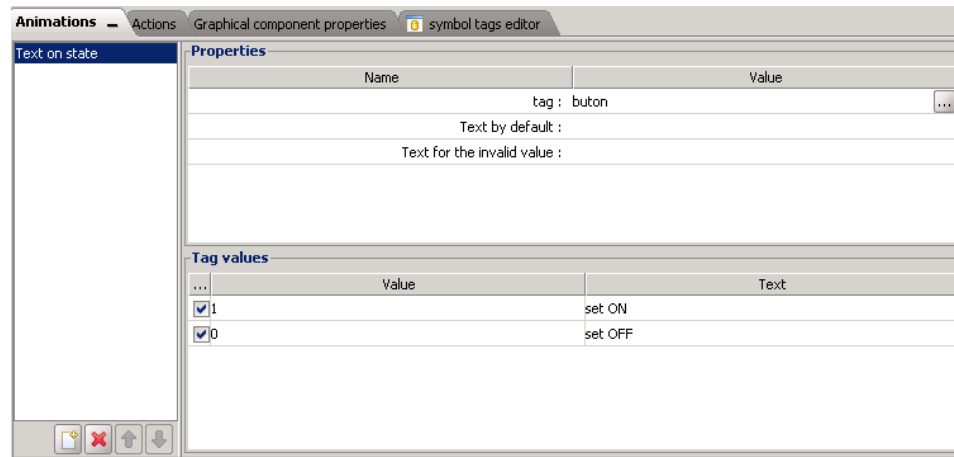 Animations Actions Graphical component properties symbol tags editor
Text on state
Properties
Name Value
tag : buton ...
Text by default :
Text for the invalid value :
Tag values
... Value Text
1 set ON
0 set OFF